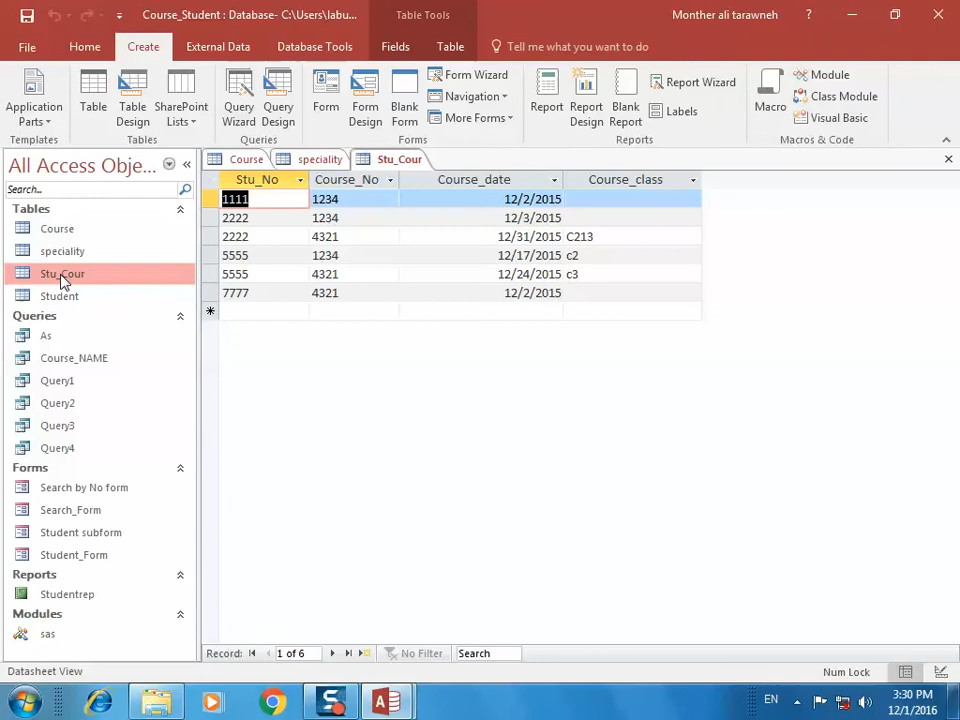 Course_Student : Database- C:\Users\labu...
Table Tools
Monther ali tarawneh
?
File
Home
Create
External Data
Database Tools
Fields
Table
Tell me what you want to do
Application Parts
Table
Table Design
SharePoint Lists
Query Wizard
Query Design
Form
Form Design
Blank Form
Form Wizard
Navigation
More Forms
Report
Report Design
Blank Report
Report Wizard
Labels
Macro
Module
Class Module
Visual Basic
Templates
Tables
Queries
Forms
Reports
Macros & Code
All Access Obje...
Search...
Tables
Course
speciality
Stu_Cour
Student
Queries
As
Course_NAME
Query1
Query2
Query3
Query4
Forms
Search by No form
Search_Form
Student subform
Student_Form
Reports
Studentrep
Modules
sas
Course
speciality
Stu_Cour
Stu_No Course_No Course_date Course_class
1111 1234 12/2/2015
2222 1234 12/3/2015
2222 4321 12/31/2015 C213
5555 1234 12/17/2015 c2
5555 4321 12/24/2015 c3
7777 4321 12/2/2015
Record: 1 of 6 No Filter Search
Datasheet View
Num Lock
EN
3:30 PM
12/1/2016